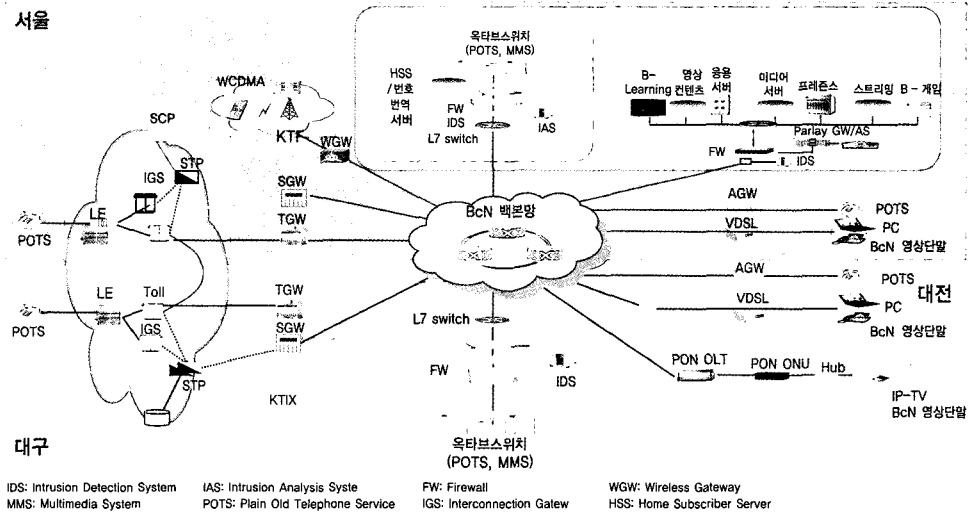 서울
옥타브스위치
(POTS, MMS)
HSS
/번호
번역
서버
FW
IDS
L7 switch
IAS
B-
Learning
영상
컨텐츠
응용
서버
미디어
서버
프레즌스
스트리밍
B - 게임
Parlay GW/AS
FW
IDS
WCDMA
KTF
WGW
SCP
STP
IGS
SGW
LE
TGW
POTS
BcN 백본망
AGW
POTS
VDSL
PC
BcN 영상단말
AGW
POTS
대전
VDSL
PC
BcN 영상단말
LE
Toll
TGW
POTS
IGS
SGW
STP
KTIX
L7 switch
FW
IDS
PON OLT
PON ONU
Hub
IP-TV
BcN 영상단말
옥타브스위치
(POTS, MMS)
대구
IDS: Intrusion Detection System
IAS: Intrusion Analysis Syste
FW: Firewall
WGW: Wireless Gateway
MMS: Multimedia System
POTS: Plain Old Telephone Service
IGS: Interconnection Gatew
HSS: Home Subscriber Server